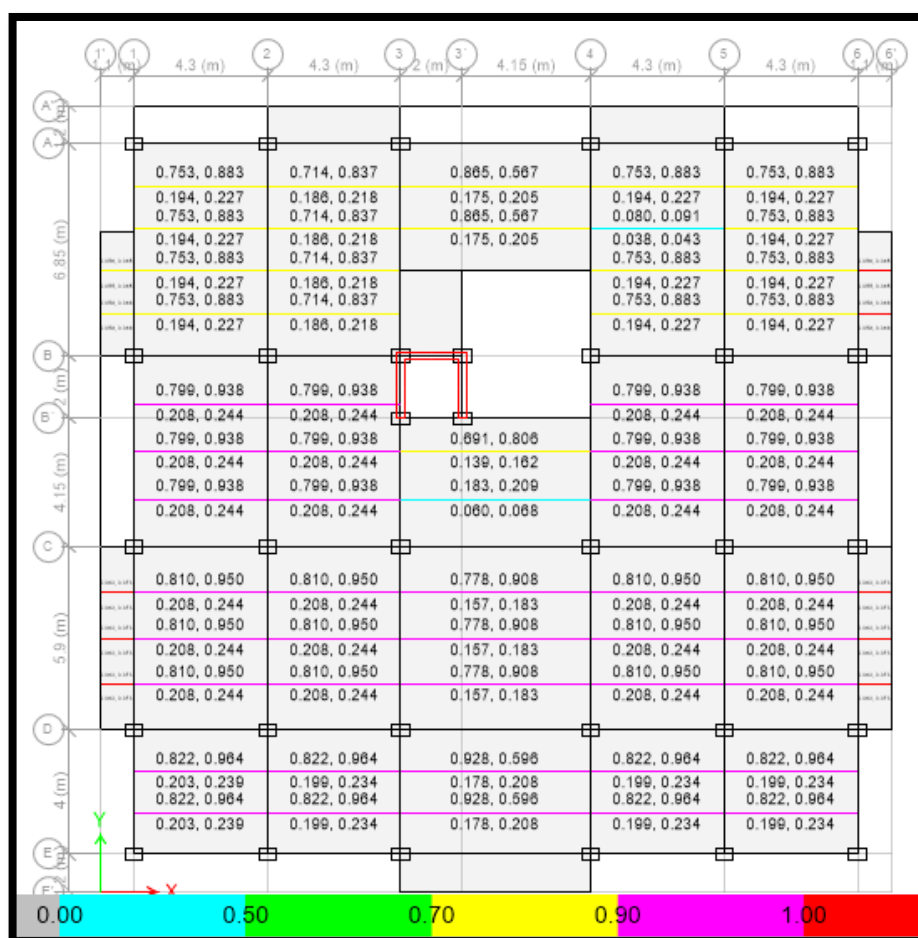 1' 1 2 3 3` 4 5 6 6'
4.3 (m) 4.3 (m) 2 (m) 4.15 (m) 4.3 (m) 4.3 (m)
A
0.753, 0.883 0.714, 0.837 0.865, 0.567 0.753, 0.883 0.753, 0.883
0.194, 0.227 0.186, 0.218 0.175, 0.205 0.194, 0.227 0.194, 0.227
0.753, 0.883 0.714, 0.837 0.865, 0.567 0.080, 0.091 0.753, 0.883
6.85 (m)
0.194, 0.227 0.186, 0.218 0.175, 0.205 0.038, 0.043 0.194, 0.227
0.753, 0.883 0.714, 0.837 0.753, 0.883 0.753, 0.883
0.194, 0.227 0.186, 0.218 0.194, 0.227 0.194, 0.227
0.753, 0.883 0.714, 0.837 0.753, 0.883 0.753, 0.883
0.194, 0.227 0.186, 0.218 0.194, 0.227 0.194, 0.227
B
0.799, 0.938 0.799, 0.938 0.799, 0.938 0.799, 0.938
0.208, 0.244 0.208, 0.244 0.208, 0.244 0.208, 0.244
B`
0.799, 0.938 0.799, 0.938 0.691, 0.806 0.799, 0.938 0.799, 0.938
0.208, 0.244 0.208, 0.244 0.139, 0.162 0.208, 0.244 0.208, 0.244
4.15 (m)
0.799, 0.938 0.799, 0.938 0.183, 0.209 0.799, 0.938 0.799, 0.938
0.208, 0.244 0.208, 0.244 0.060, 0.068 0.208, 0.244 0.208, 0.244
C
0.810, 0.950 0.810, 0.950 0.778, 0.908 0.810, 0.950 0.810, 0.950
0.208, 0.244 0.208, 0.244 0.157, 0.183 0.208, 0.244 0.208, 0.244
0.810, 0.950 0.810, 0.950 0.778, 0.908 0.810, 0.950 0.810, 0.950
5.9 (m)
0.208, 0.244 0.208, 0.244 0.157, 0.183 0.208, 0.244 0.208, 0.244
0.810, 0.950 0.810, 0.950 0.778, 0.908 0.810, 0.950 0.810, 0.950
0.208, 0.244 0.208, 0.244 0.157, 0.183 0.208, 0.244 0.208, 0.244
D
0.822, 0.964 0.822, 0.964 0.928, 0.596 0.822, 0.964 0.822, 0.964
0.203, 0.239 0.199, 0.234 0.178, 0.208 0.199, 0.234 0.199, 0.234
4 (m)
0.822, 0.964 0.822, 0.964 0.928, 0.596 0.822, 0.964 0.822, 0.964
0.203, 0.239 0.199, 0.234 0.178, 0.208 0.199, 0.234 0.199, 0.234
E
Y
X
0.00 0.50 0.70 0.90 1.00